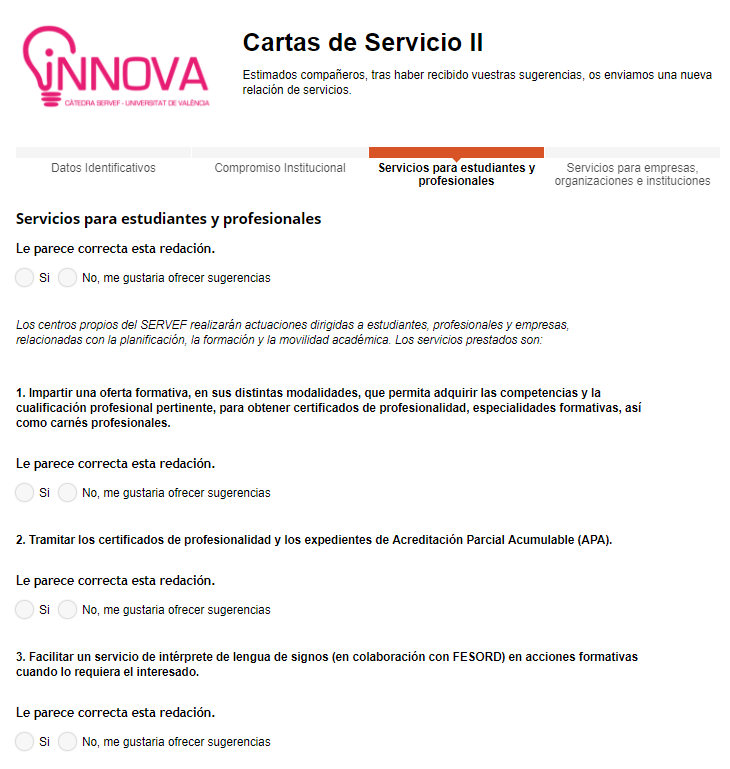 iNNOVA
CÀTEDRA SERVEF - UNIVERSITAT DE VALÈNCIA
Cartas de Servicio II
Estimados compañeros, tras haber recibido vuestras sugerencias, os enviamos una nueva
relación de servicios.
Datos Identificativos
Compromiso Institucional
Servicios para estudiantes y
profesionales
Servicios para empresas,
organizaciones e instituciones
Servicios para estudiantes y profesionales
Le parece correcta esta redación.
Si No, me gustaria ofrecer sugerencias
Los centros propios del SERVEF realizarán actuaciones dirigidas a estudiantes, profesionales y empresas,
relacionadas con la planificación, la formación y la movilidad académica. Los servicios prestados son:
1. Impartir una oferta formativa, en sus distintas modalidades, que permita adquirir las competencias y la
cualificación profesional pertinente, para obtener certificados de profesionalidad, especialidades formativas, así
como carnés profesionales.
Le parece correcta esta redación.
Si No, me gustaria ofrecer sugerencias
2. Tramitar los certificados de profesionalidad y los expedientes de Acreditación Parcial Acumulable (APA).
Le parece correcta esta redación.
Si No, me gustaria ofrecer sugerencias
3. Facilitar un servicio de intérprete de lengua de signos (en colaboración con FESORD) en acciones formativas
cuando lo requiera el interesado.
Le parece correcta esta redación.
Si No, me gustaria ofrecer sugerencias